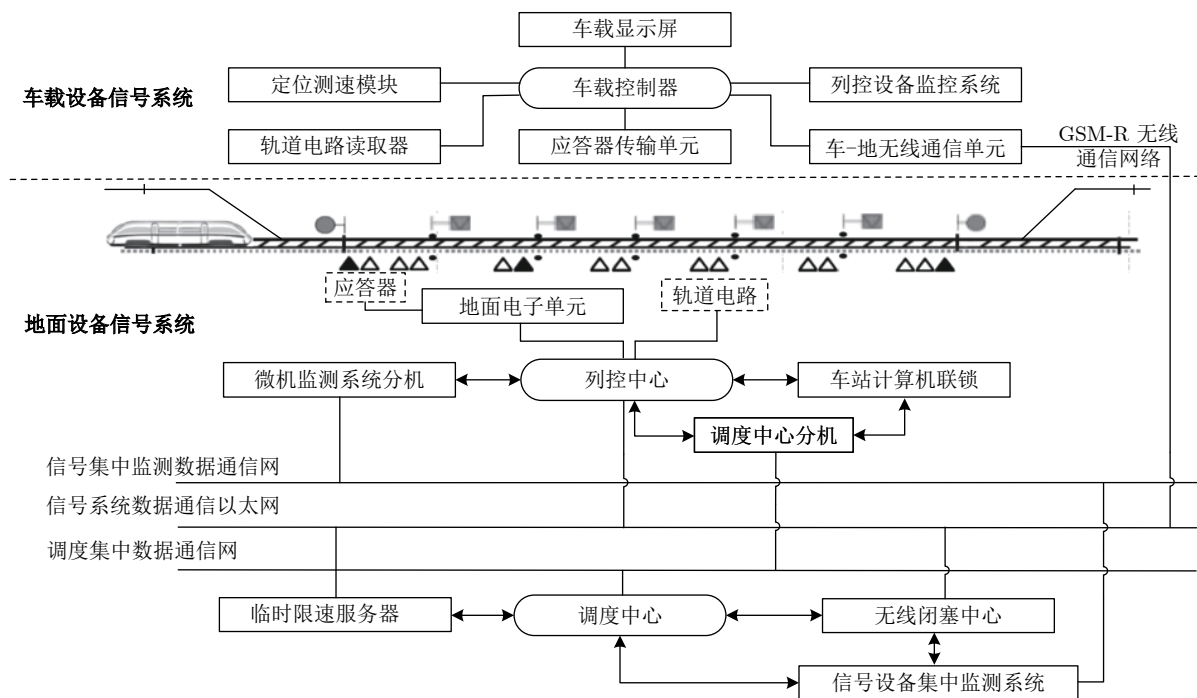 车载显示屏
定位测速模块
车载控制器
列控设备监控系统
车载设备信号系统
轨道电路读取器
应答器传输单元
车-地无线通信单元
GSM-R 无线
通信网络
应答器
轨道电路
地面电子单元
地面设备信号系统
微机监测系统分机
列控中心
车站计算机联锁
调度中心分机
信号集中监测数据通信网
信号系统数据通信以太网
调度集中数据通信网
临时限速服务器
调度中心
无线闭塞中心
信号设备集中监测系统